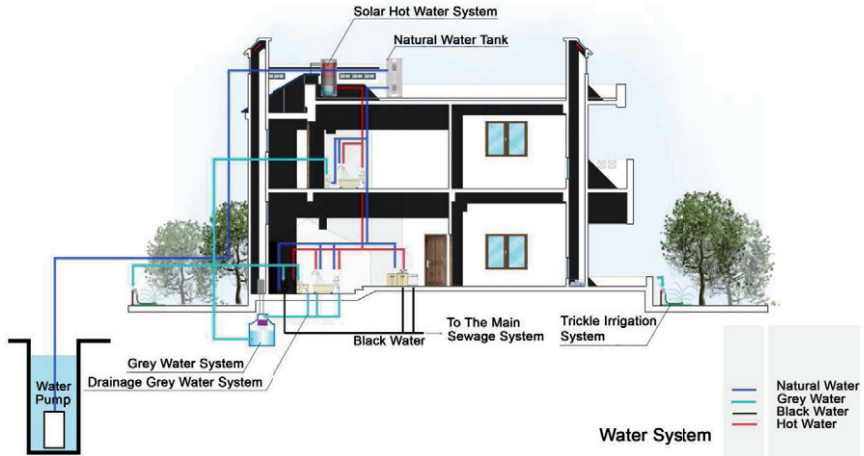 Solar Hot Water System
Natural Water Tank
To The Main
Sewage System
Black Water
Trickle Irrigation
System
Grey Water System
Drainage Grey Water System
Water
Pump
Natural Water
Grey Water
Black Water
Hot Water
Water System